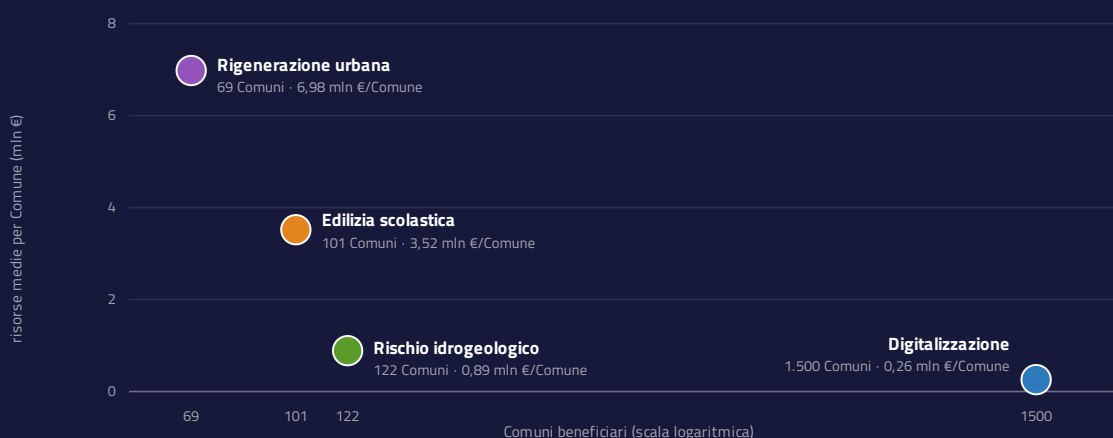 8
Rigenerazione urbana
69 Comuni · 6,98 mln €/Comune
6
risorse medie per Comune (mln €)
4
Edilizia scolastica
101 Comuni · 3,52 mln €/Comune
2
Rischio idrogeologico
122 Comuni · 0,89 mln €/Comune
Digitalizzazione
1.500 Comuni · 0,26 mln €/Comune
0
69 101 122 1500
Comuni beneficiari (scala logaritmica)